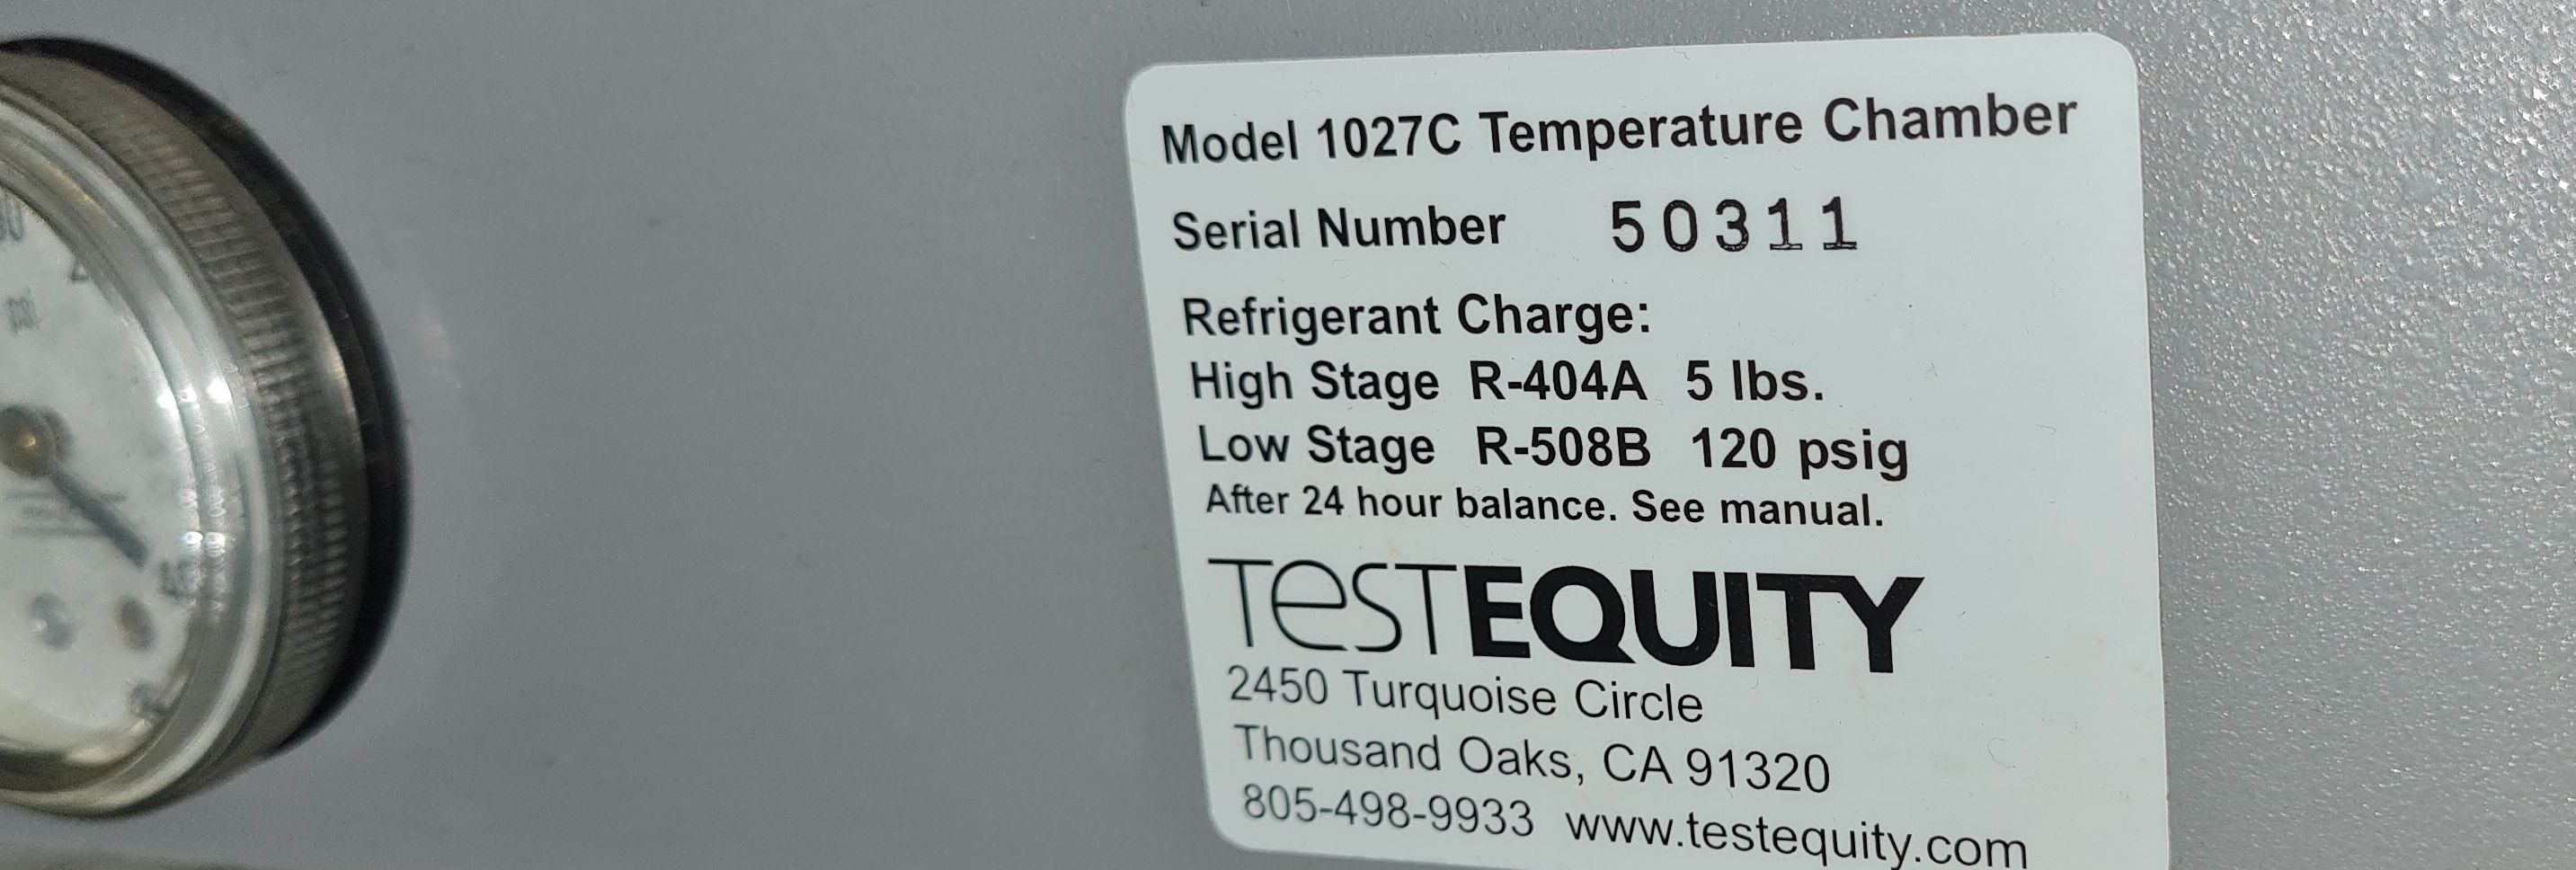 psi
Model 1027C Temperature Chamber
Serial Number 50311
Refrigerant Charge:
High Stage R-404A 5 lbs.
Low Stage R-508B 120 psig
After 24 hour balance. See manual.
TESTEQUITY
2450 Turquoise Circle
Thousand Oaks, CA 91320
805-498-9933 www.testequity.com